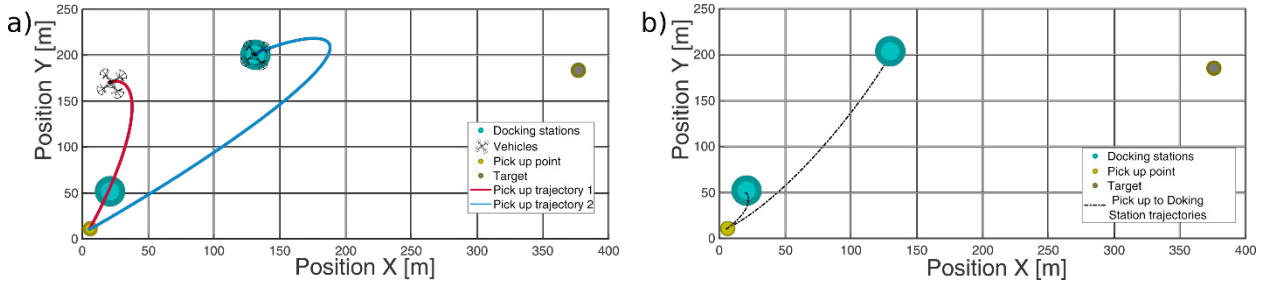 a)
Position Y [m]
250
200
150
100
50
0
0 50 100 150 200 250 300 350 400
Position X [m]
Docking stations
Vehicles
Pick up point
Target
Pick up trajectory 1
Pick up trajectory 2
b)
Position Y [m]
250
200
150
100
50
0
0 50 100 150 200 250 300 350 400
Position X [m]
Docking stations
Pick up point
Target
Pick up to Doking
Station trajectories